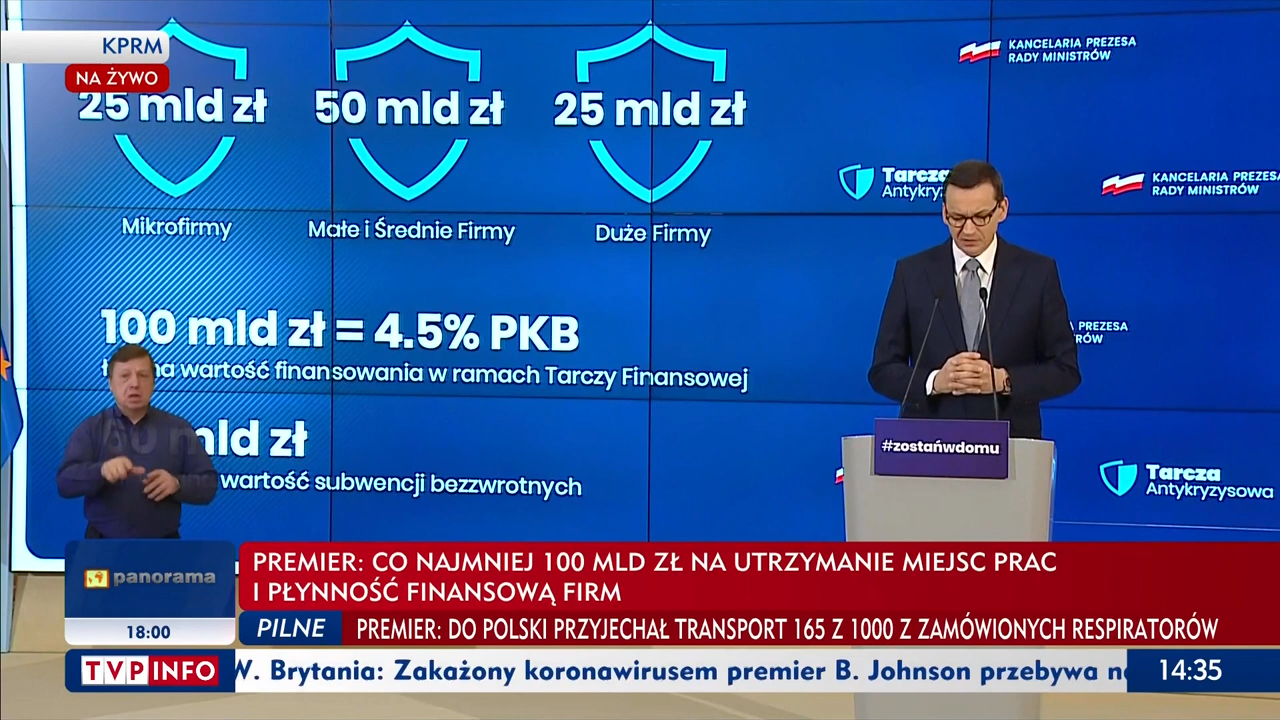 KPRM
NA ŻYWO
25 mld zł
50 mld zł
25 mld zł
Mikrofirmy
Małe i Średnie Firmy
Duże Firmy
KANCELARIA PREZESA
RADY MINISTRÓW
Tarcza
KANCELARIA PREZESA
RADY MINISTRÓW
100 mld zł = 4.5% PKB
wartość finansowania w ramach Tarczy Finansowej
PREZESA
mld zł
wartość subwencji bezzwrotnych
#zostańwdomu
Tarcza
Antykryzysowa
panorama
18:00
PREMIER: CO NAJMNIEJ 100 MLD ZŁ NA UTRZYMANIE MIEJSC PRAC
I PŁYNNOŚĆ FINANSOWĄ FIRM
PILNE
PREMIER: DO POLSKI PRZYJECHAŁ TRANSPORT 165 Z 1000 Z ZAMÓWIONYCH RESPIRATORÓW
TVP INFO
W. Brytania: Zakażony koronawirusem premier B. Johnson przebywa
14:35